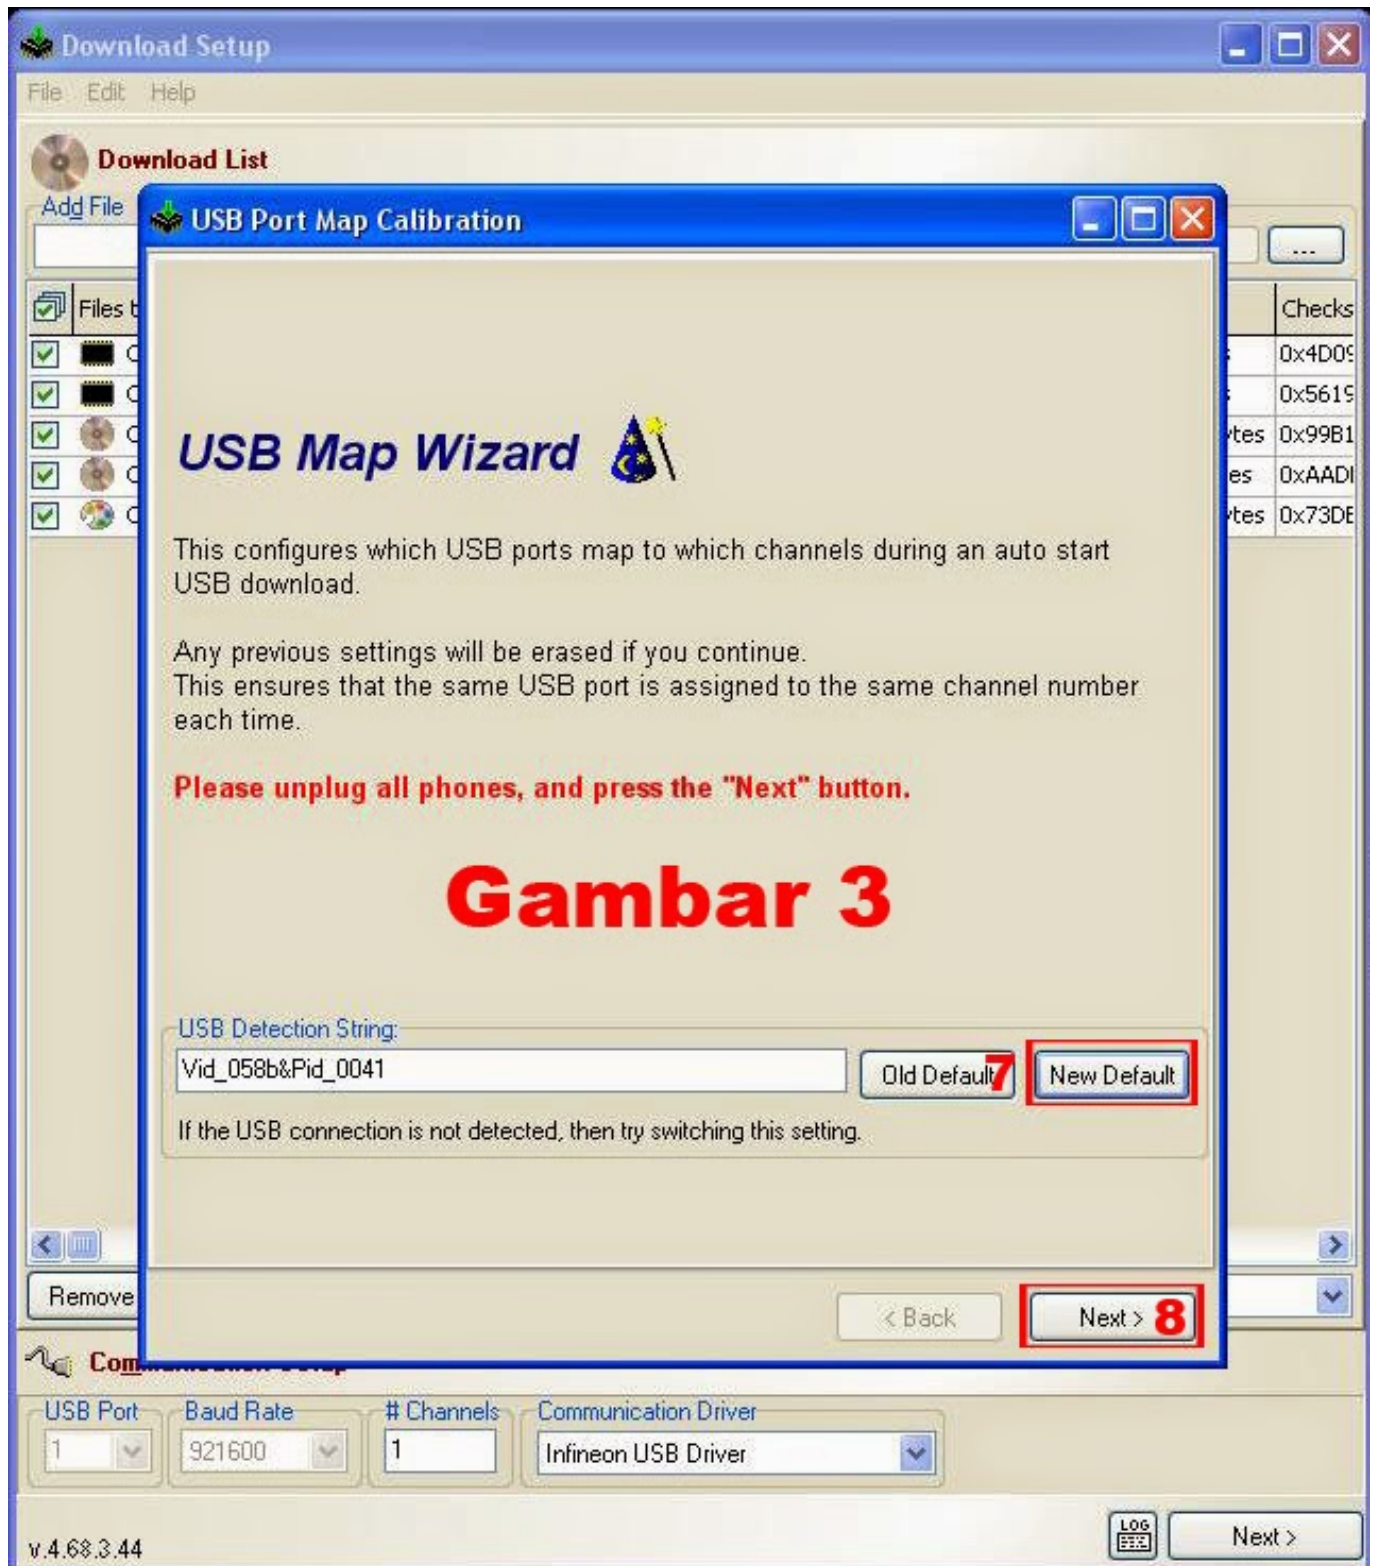 Download Setup
File Edit Help
Download List
Add File
...
USB Port Map Calibration
Files
Checks
0x4D09
0x5619
tes 0x99B1
es 0xAAD
tes 0x73DE
USB Map Wizard
This configures which USB ports map to which channels during an auto start
USB download.
Any previous settings will be erased if you continue.
This ensures that the same USB port is assigned to the same channel number
each time.
Please unplug all phones, and press the "Next" button.
Gambar 3
USB Detection String:
Vid_058b&Pid_0041
Old Default 7 New Default
If the USB connection is not detected, then try switching this setting.
Remove
< Back Next > 8
USB Port Baud Rate # Channels Communication Driver
1 921600 1 Infineon USB Driver
v.4.68.3.44
LOG
Next >